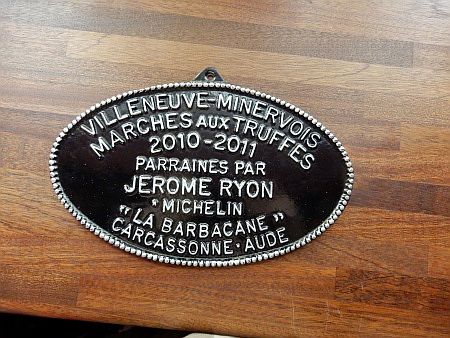 VILLENEUVE-MINERVOIS
MARCHES AUX TRUFFES
2010-2011
PARRAINES PAR
JEROME RYON
* MICHELIN
"LA BARBACANE"
CARCASSONNE · AUDE